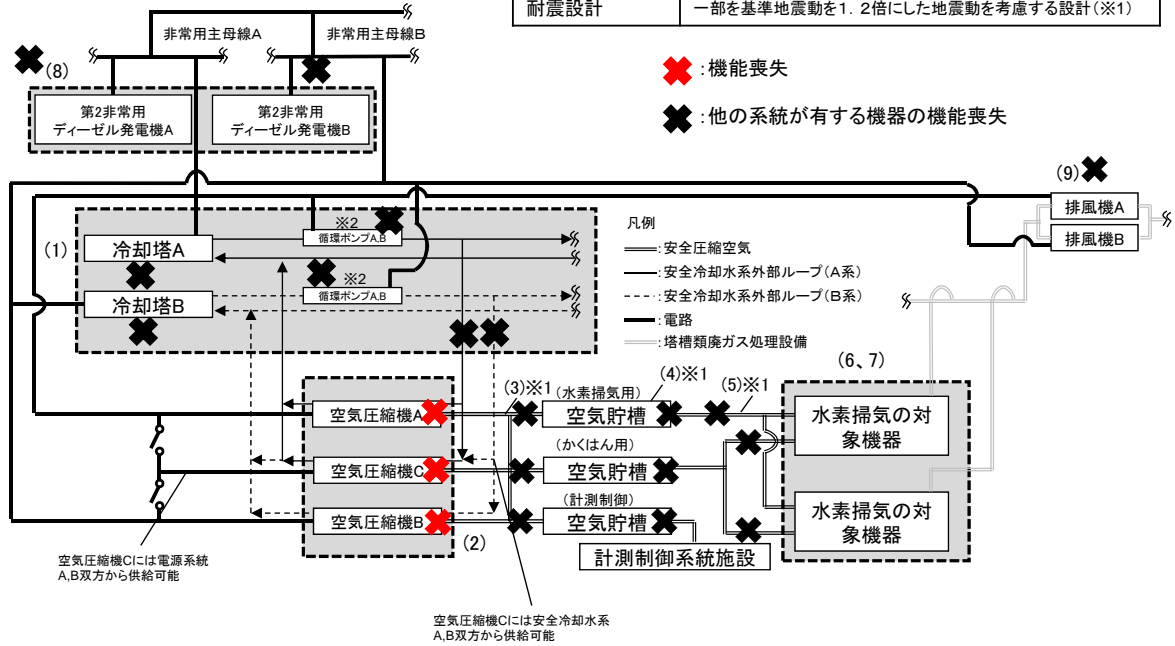 耐震設計
一部を基準地震動を1．2倍にした地震動を考慮する設計(※1)
非常用主母線A
非常用主母線B
(8)
:機能喪失
第2非常用
ディーゼル発電機A
第2非常用
ディーゼル発電機B
:他の系統が有する機器の機能喪失
(9)
排風機A
排風機B
(1)
冷却塔A
※2
循環ポンプA,B
冷却塔B
※2
循環ポンプA,B
凡例
:安全圧縮空気
:安全冷却水系外部ループ(A系)
:安全冷却水系外部ループ(B系)
:電路
:塔槽類廃ガス処理設備
(6、7)
空気圧縮機A
(3)※1
(水素掃気用)
空気貯槽
(4)※1
(5)※1
水素掃気の対
象機器
空気圧縮機C
(かくはん用)
空気貯槽
空気圧縮機B
(2)
(計測制御)
空気貯槽
計測制御系統施設
水素掃気の対
象機器
空気圧縮機Cには電源系統
A,B双方から供給可能
空気圧縮機Cには安全冷却水系
A,B双方から供給可能